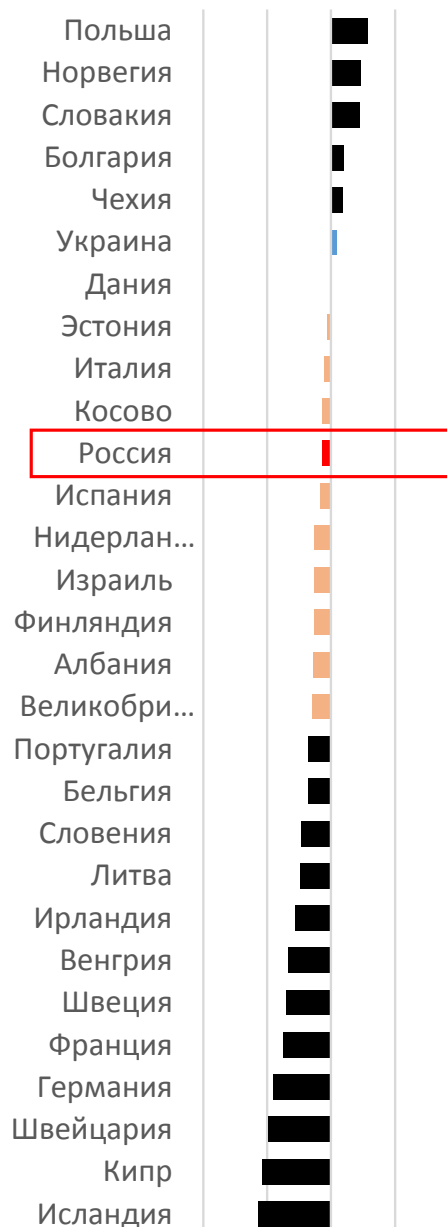 Польша
Норвегия
Словакия
Болгария
Чехия
Украина
Дания
Эстония
Италия
Косово
Россия
Испания
Нидерлан...
Израиль
Финляндия
Албания
Великобри...
Португалия
Бельгия
Словения
Литва
Ирландия
Венгрия
Швеция
Франция
Германия
Швейцария
Кипр
Исландия